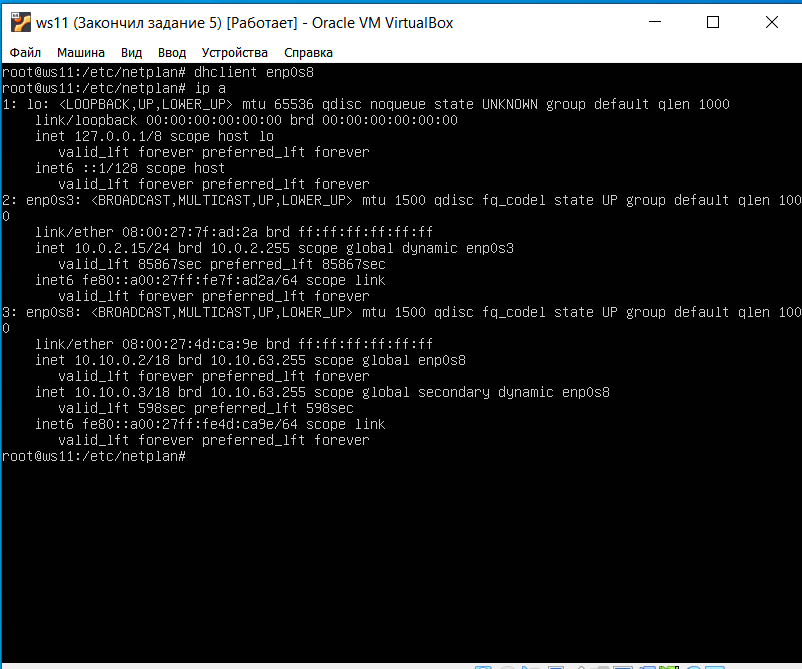 ws11 (Закончил задание 5) [Работает] - Oracle VM VirtualBox
Файл Машина Вид Ввод Устройства Справка
root@ws11:/etc/netplan# dhclient enp0s8
root@ws11:/etc/netplan# ip a
1: lo: <LOOPBACK,UP,LOWER_UP> mtu 65536 qdisc noqueue state UNKNOWN group default qlen 1000
    link/loopback 00:00:00:00:00:00 brd 00:00:00:00:00:00
    inet 127.0.0.1/8 scope host lo
       valid_lft forever preferred_lft forever
    inet6 ::1/128 scope host
       valid_lft forever preferred_lft forever
2: enp0s3: <BROADCAST,MULTICAST,UP,LOWER_UP> mtu 1500 qdisc fq_codel state UP group default qlen 100
0
    link/ether 08:00:27:7f:ad:2a brd ff:ff:ff:ff:ff:ff
    inet 10.0.2.15/24 brd 10.0.2.255 scope global dynamic enp0s3
       valid_lft 85867sec preferred_lft 85867sec
    inet6 fe80::a00:27ff:fe7f:ad2a/64 scope link
       valid_lft forever preferred_lft forever
3: enp0s8: <BROADCAST,MULTICAST,UP,LOWER_UP> mtu 1500 qdisc fq_codel state UP group default qlen 100
0
    link/ether 08:00:27:4d:ca:9e brd ff:ff:ff:ff:ff:ff
    inet 10.10.0.2/18 brd 10.10.63.255 scope global enp0s8
       valid_lft forever preferred_lft forever
    inet 10.10.0.3/18 brd 10.10.63.255 scope global secondary dynamic enp0s8
       valid_lft 598sec preferred_lft 598sec
    inet6 fe80::a00:27ff:fe4d:ca9e/64 scope link
       valid_lft forever preferred_lft forever
root@ws11:/etc/netplan#